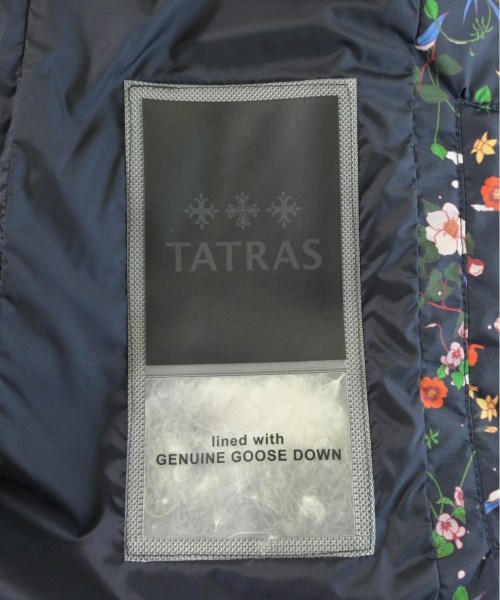 TATRAS
lined with
GENUINE GOOSE DOWN